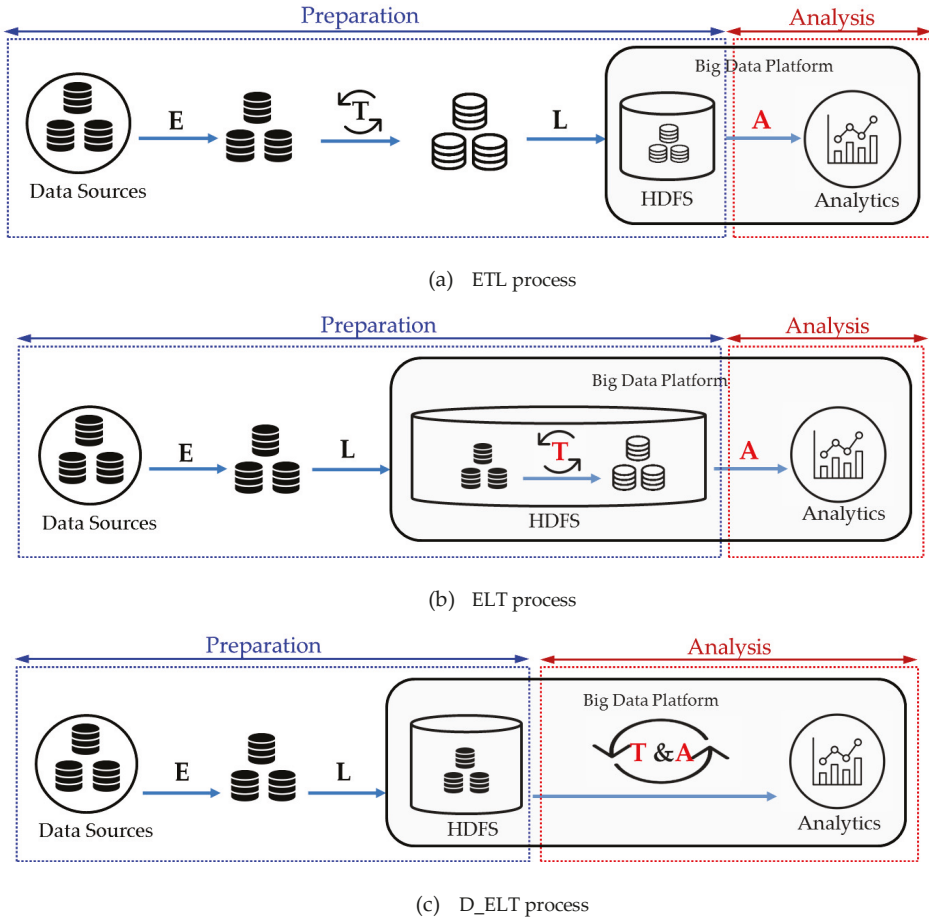 Preparation
Analysis
Big Data Platform
E
T
L
A
Data Sources
HDFS
Analytics
(a) ETL process
Preparation
Analysis
Big Data Platform
E
L
T
A
Data Sources
HDFS
Analytics
(b) ELT process
Preparation
Analysis
Big Data Platform
E
L
T & A
Data Sources
HDFS
Analytics
(c) D_ELT process